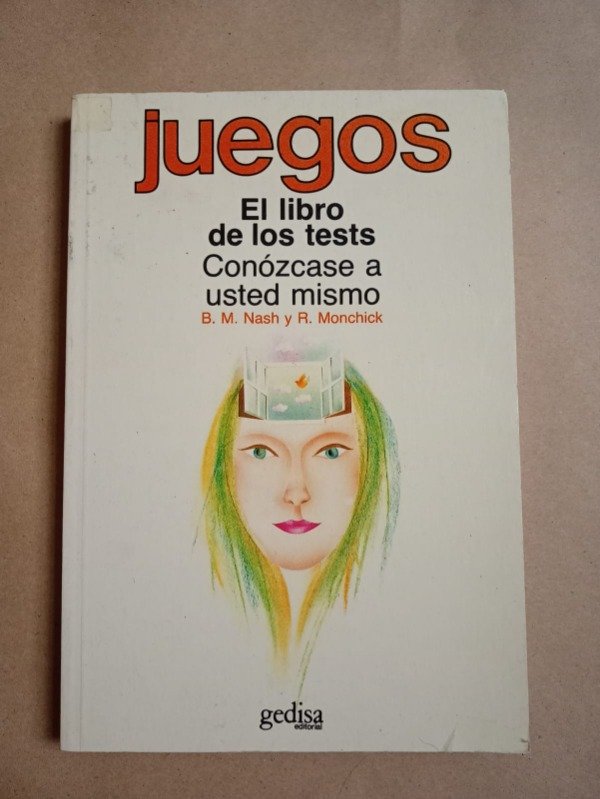 juegos
El libro
de los tests
Conózcase a
usted mismo
B. M. Nash y R. Monchick
gedisa
editorial